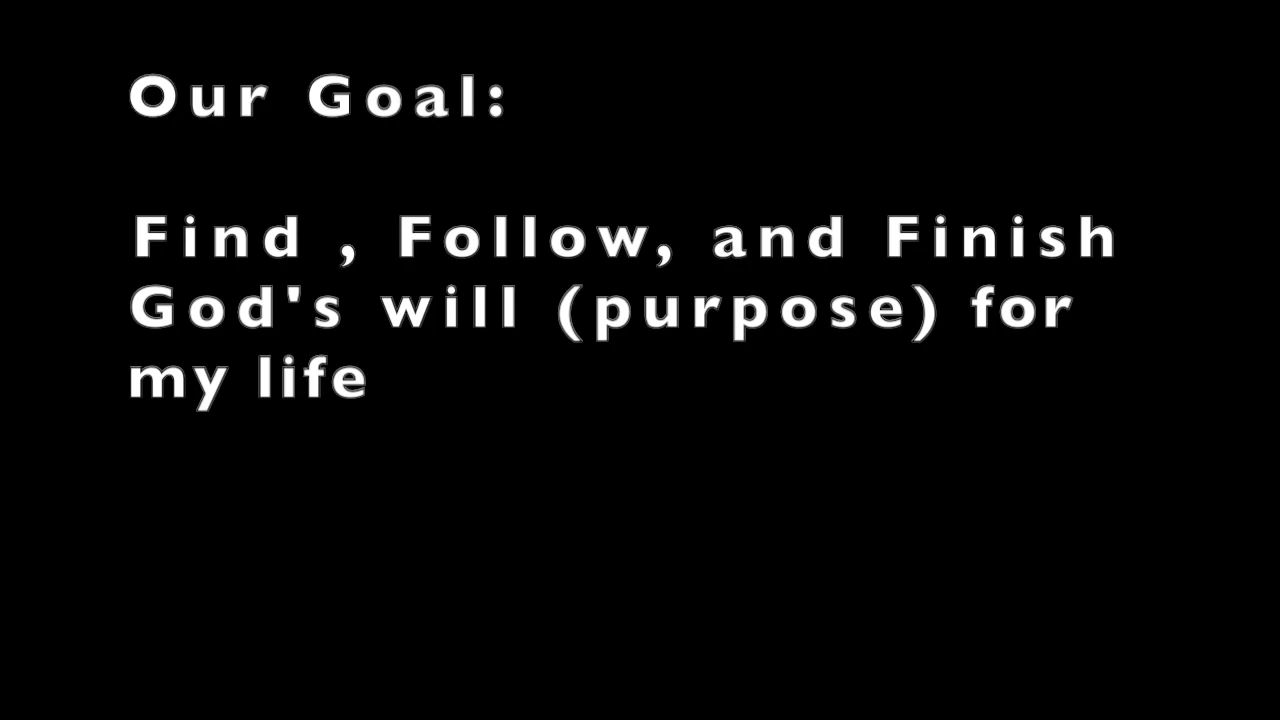 Our Goal:
Find , Follow, and Finish
God's will (purpose) for
my life